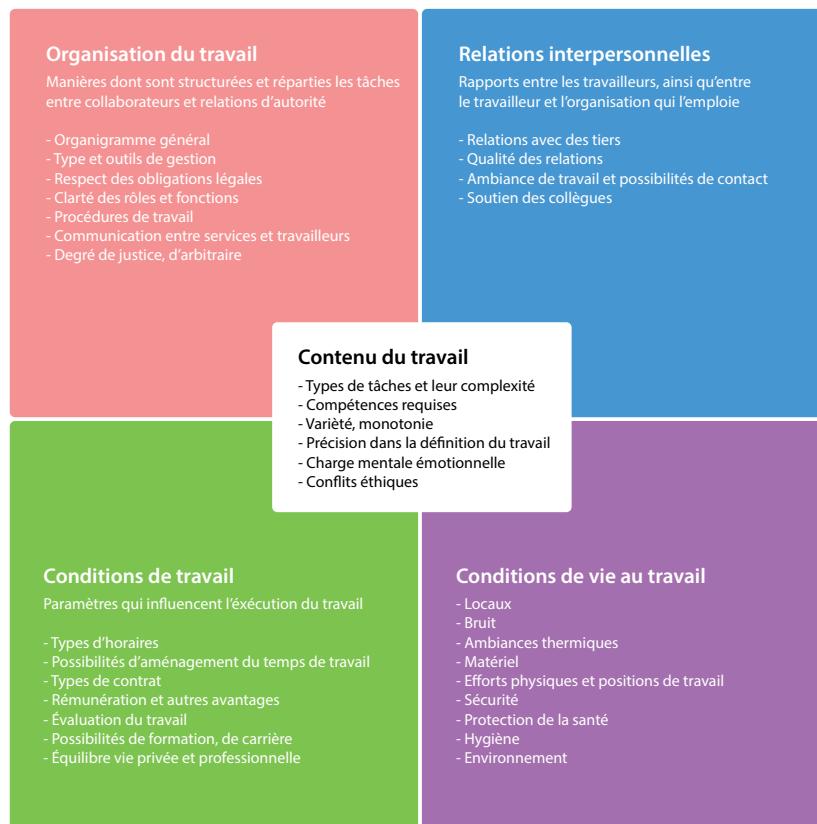 Organisation du travail
Manières dont sont structurées et réparties les tâches
entre collaborateurs et relations d’autorité
- Organigramme général
- Type et outils de gestion
- Respect des obligations légales
- Clarté des rôles et fonctions
- Procédures de travail
- Communication entre services et travailleurs
- Degré de justice, d’arbitraire
Relations interpersonnelles
Rapports entre les travailleurs, ainsi qu’entre
le travailleur et l’organisation qui l’emploie
- Relations avec des tiers
- Qualité des relations
- Ambiance de travail et possibilités de contact
- Soutien des collègues
Contenu du travail
- Types de tâches et leur complexité
- Compétences requises
- Varièté, monotonie
- Précision dans la définition du travail
- Charge mentale émotionnelle
- Conflits éthiques
Conditions de travail
Paramètres qui influencent l’éxécution du travail
- Types d’horaires
- Possibilités d’aménagement du temps de travail
- Types de contrat
- Rémunération et autres avantages
- Évaluation du travail
- Possibilités de formation, de carrière
- Équilibre vie privée et professionnelle
Conditions de vie au travail
- Locaux
- Bruit
- Ambiances thermiques
- Matériel
- Efforts physiques et positions de travail
- Sécurité
- Protection de la santé
- Hygiène
- Environnement